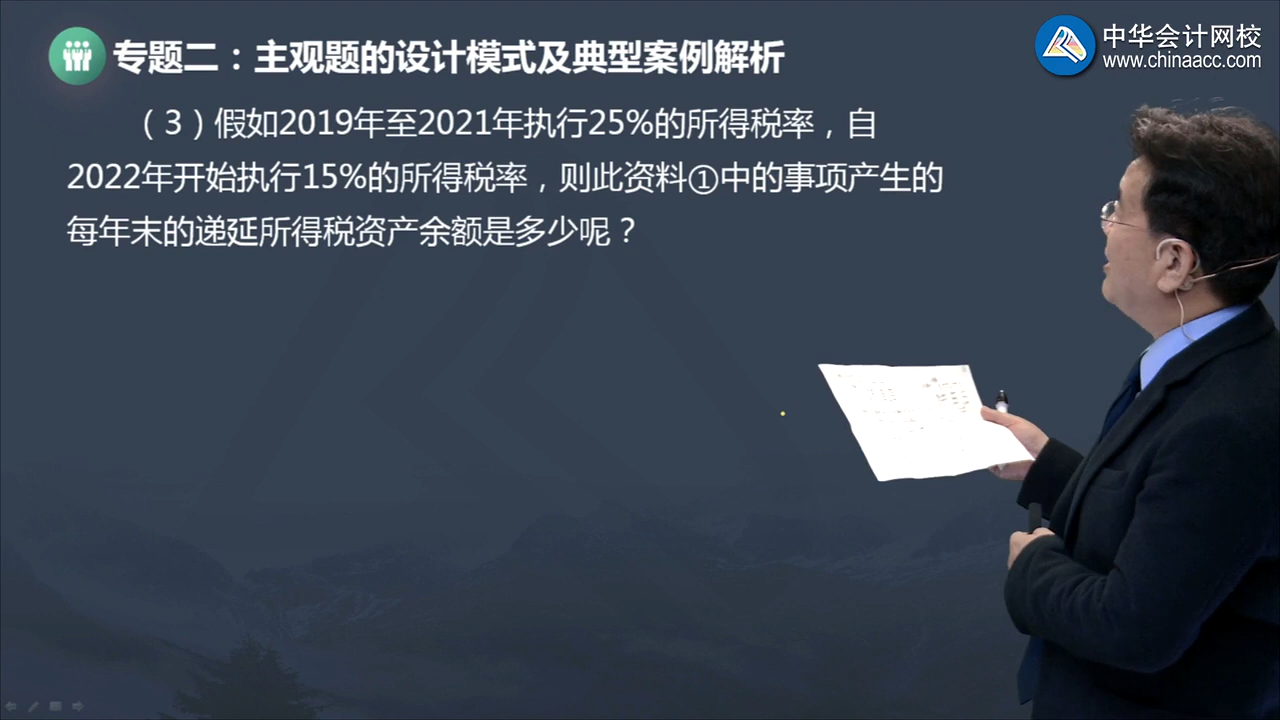 专题二：主观题的设计模式及典型案例解析
中华会计网校
www.chinaacc.com
（3）假如2019年至2021年执行25%的所得税率，自
2022年开始执行15%的所得税率，则此资料①中的事项产生的
每年末的递延所得税资产余额是多少呢？